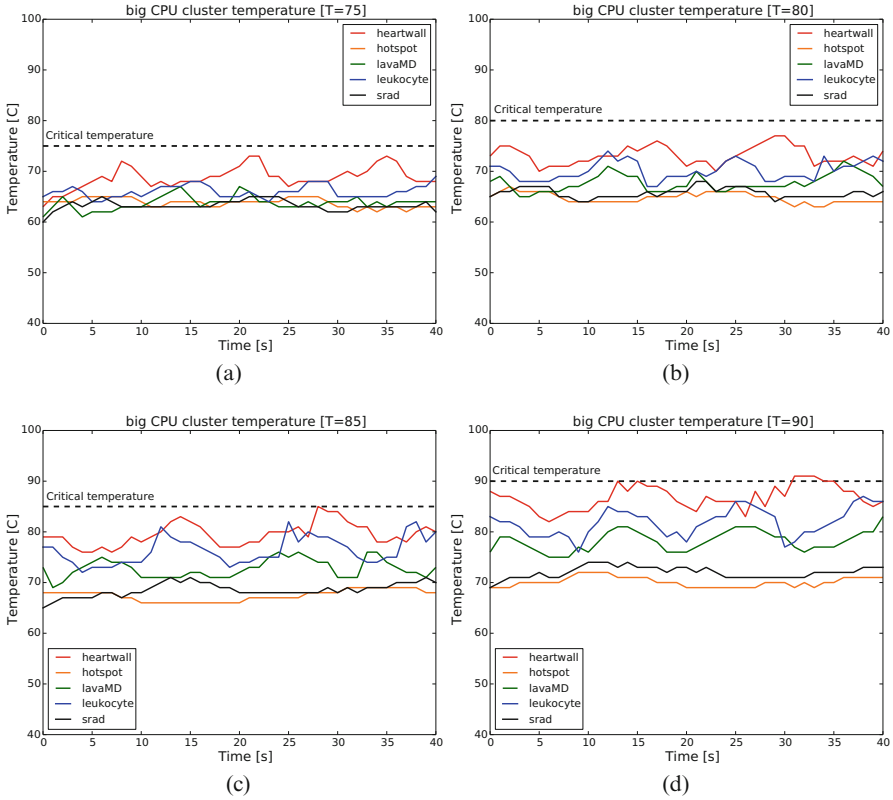 big CPU cluster temperature [T=75]
100
90
80
70
60
50
40
Temperature [C]
Critical temperature
heartwall
hotspot
lavaMD
leukocyte
srad
0 5 10 15 20 25 30 35 40
Time [s]
(a)
big CPU cluster temperature [T=80]
100
90
80
70
60
50
40
Temperature [C]
Critical temperature
heartwall
hotspot
lavaMD
leukocyte
srad
0 5 10 15 20 25 30 35 40
Time [s]
(b)
big CPU cluster temperature [T=85]
100
90
80
70
60
50
40
Temperature [C]
Critical temperature
heartwall
hotspot
lavaMD
leukocyte
srad
0 5 10 15 20 25 30 35 40
Time [s]
(c)
big CPU cluster temperature [T=90]
100
90
80
70
60
50
40
Temperature [C]
Critical temperature
heartwall
hotspot
lavaMD
leukocyte
srad
0 5 10 15 20 25 30 35 40
Time [s]
(d)